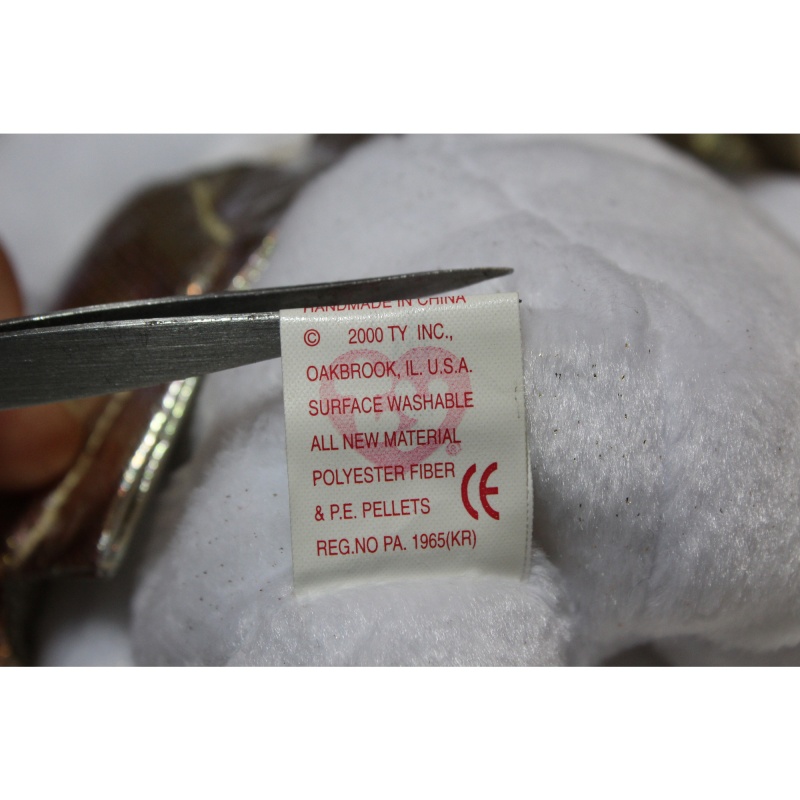 HANDMADE IN CHINA
© 2000 TY INC.,
OAKBROOK, IL. U.S.A.
SURFACE WASHABLE
ALL NEW MATERIAL
POLYESTER FIBER
& P.E. PELLETS CE
REG.NO PA. 1965(KR)